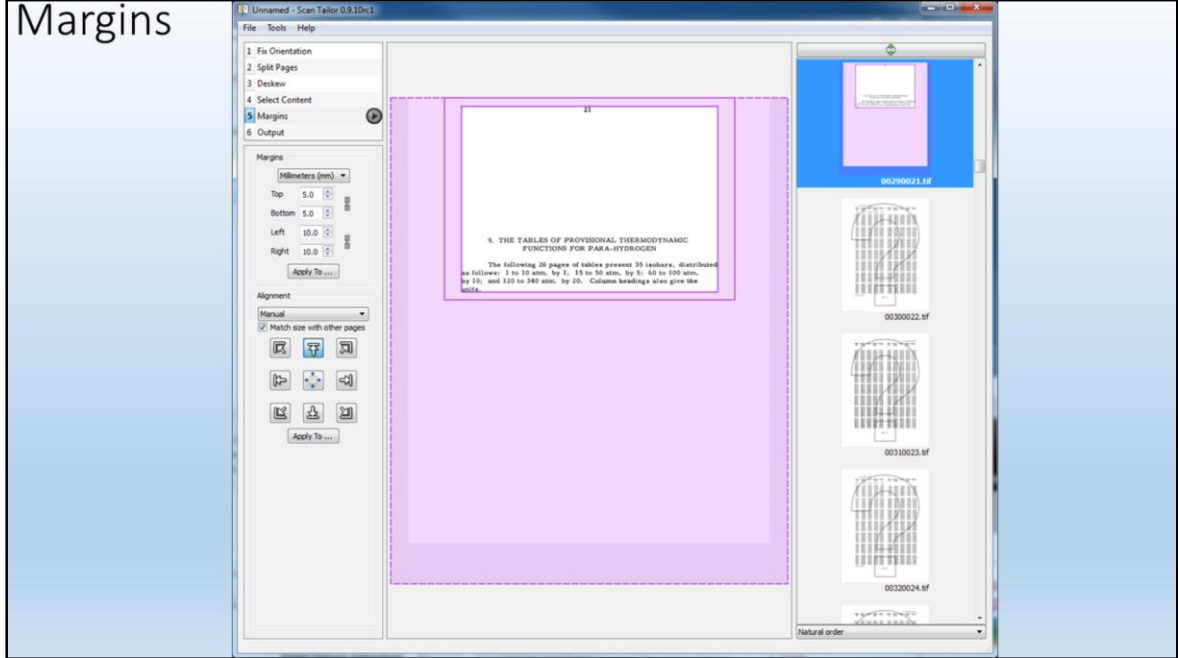 Margins
Unnamed - Scan Tailor 0.9.10rc1
File Tools Help
1 Fix Orientation
2 Split Pages
3 Deskew
4 Select Content
5 Margins
6 Output
Margins
Millimeters (mm)
Top 5.0
Bottom 5.0
Left 10.0
Right 10.0
Apply To ...
Alignment
Manual
Match size with other pages
Apply To ...
21
9. THE TABLES OF PROVISIONAL THERMODYNAMIC
FUNCTIONS FOR PARA-HYDROGEN
The following 26 pages of tables present 35 isobars, distributed
as follows: 1 to 10 atm. by 1; 15 to 50 atm. by 5; 60 to 100 atm.
by 10; and 120 to 340 atm. by 20. Column headings also give the
units.
00290021.tif
00300022.tif
00310023.tif
00320024.tif
Natural order